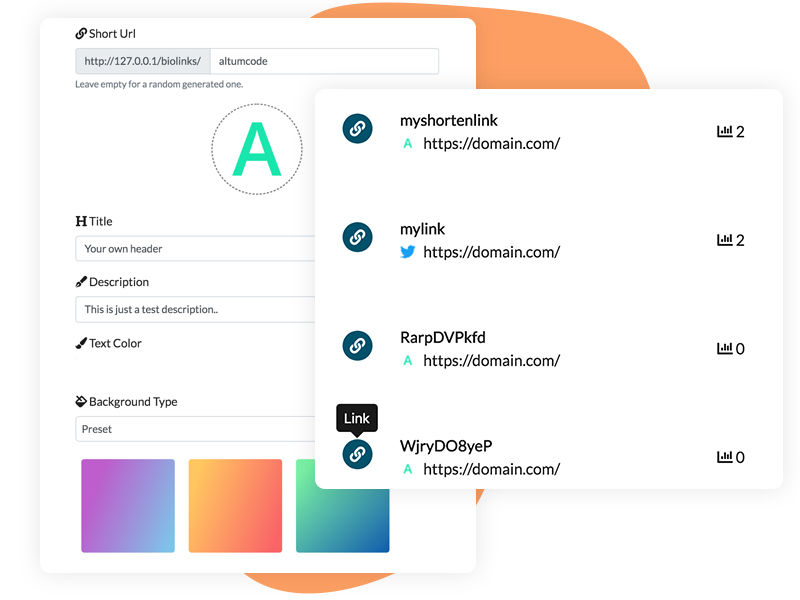 Short Url
http://127.0.0.1/biolinks/ altumcode
Leave empty for a random generated one.
A
Title
Your own header
Description
This is just a test description..
Text Color
Background Type
Preset
myshortenlink
A https://domain.com/
2
mylink
https://domain.com/
2
RarpDVPkfd
A https://domain.com/
0
Link
WjryDO8yeP
A https://domain.com/
0